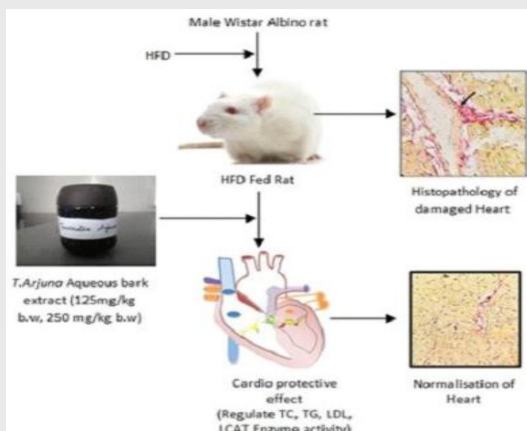 Male Wistar Albino rat
HFD
HFD Fed Rat
Histopathology of
damaged Heart
T.Arjuna Aqueous bark
extract (125mg/kg
b.w, 250 mg/kg b.w)
Cardio protective
effect
(Regulate TC, TG, LDL,
LCAT Enzyme activity)
Normalisation of
Heart